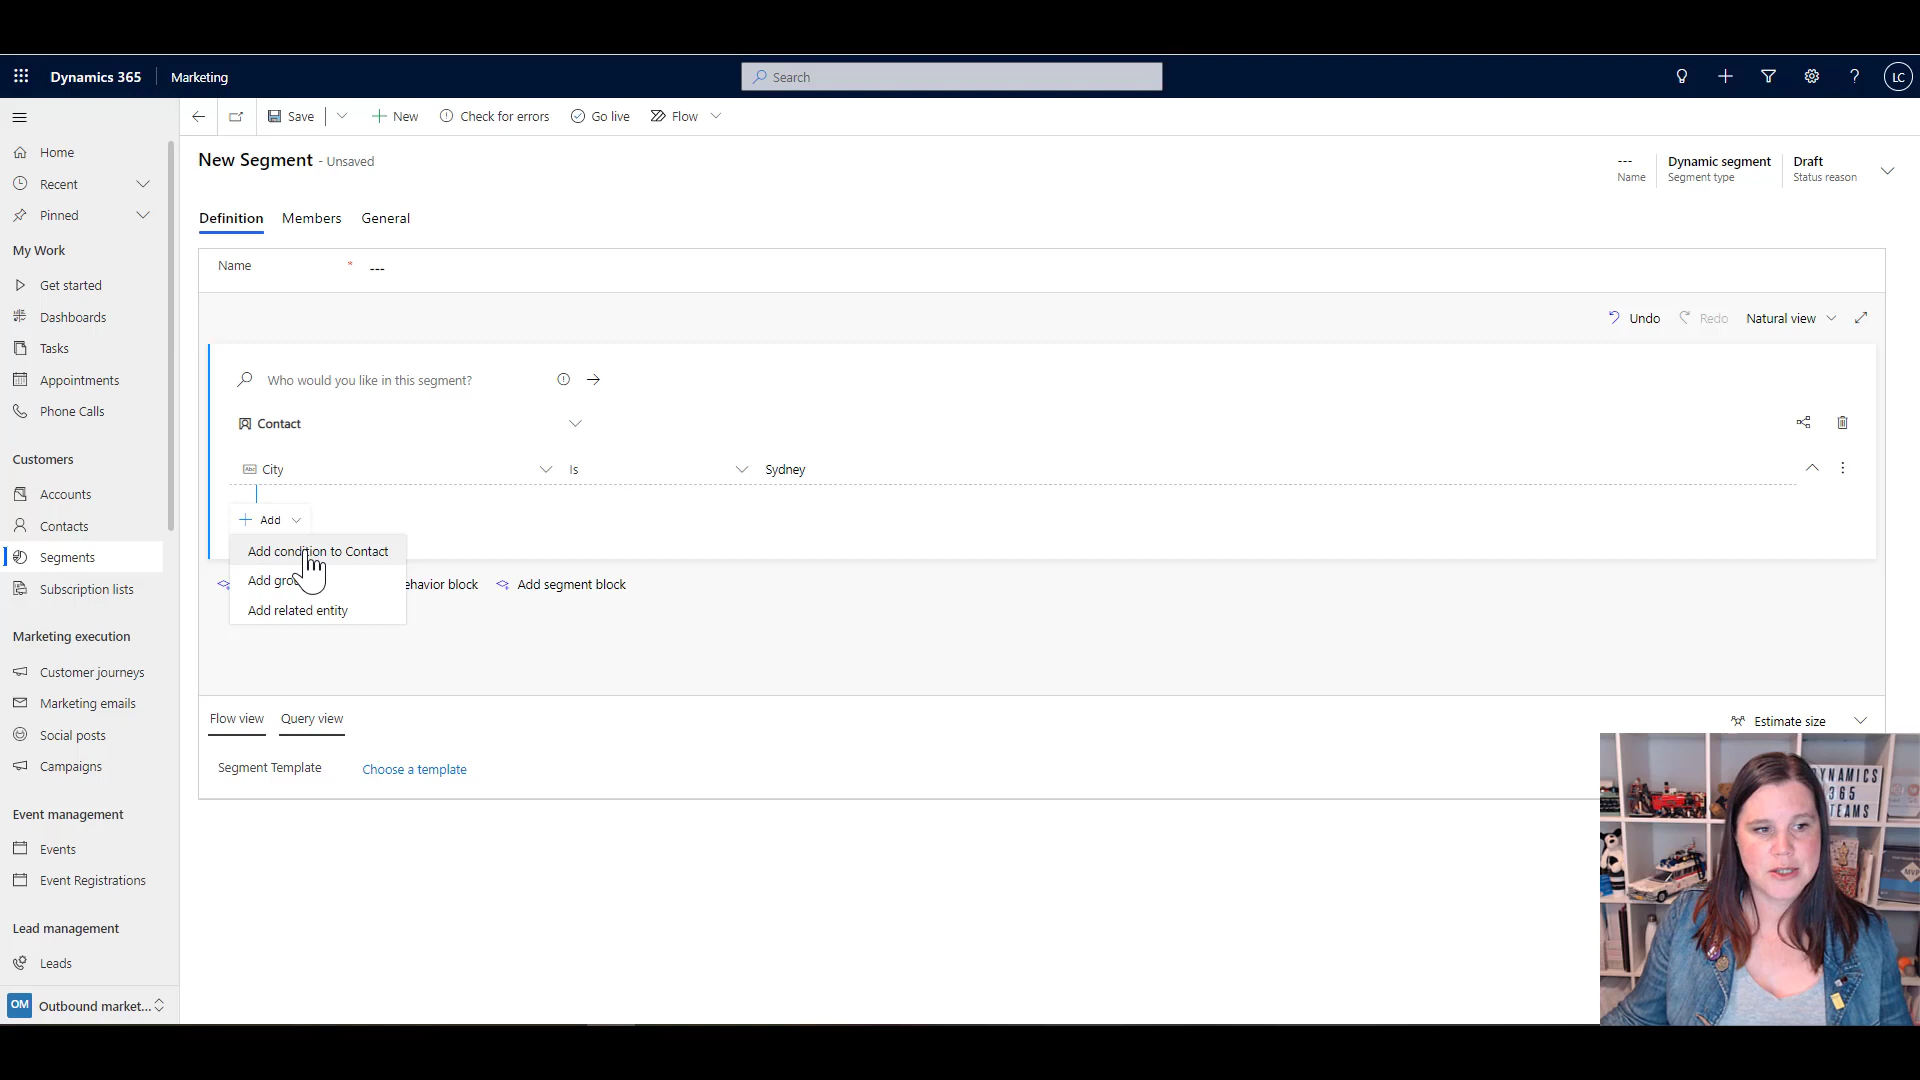 Dynamics 365
Marketing
Search
LC
Save
New
Check for errors
Go live
Flow
New Segment - Unsaved
---
Name
Dynamic segment
Segment type
Draft
Status reason
Home
Recent
Pinned
My Work
Get started
Dashboards
Tasks
Appointments
Phone Calls
Customers
Accounts
Contacts
Segments
Subscription lists
Marketing execution
Customer journeys
Marketing emails
Social posts
Campaigns
Event management
Events
Event Registrations
Lead management
Leads
OM
Outbound market...
Definition
Members
General
Name * ---
Undo
Redo
Natural view
Who would you like in this segment?
Contact
Abc City
Is
Sydney
Add
Add condition to Contact
Add
Add related entity
block
Add segment block
Flow view
Query view
Estimate size
Segment Template
Choose a template
365
MVP